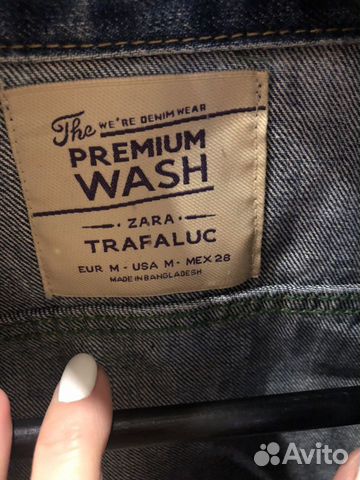 The WE'RE DENIM WEAR
PREMIUM
WASH
· ZARA ·
TRAFALUC
EUR M - USA M - MEX 28
MADE IN BANGLADESH
Avito